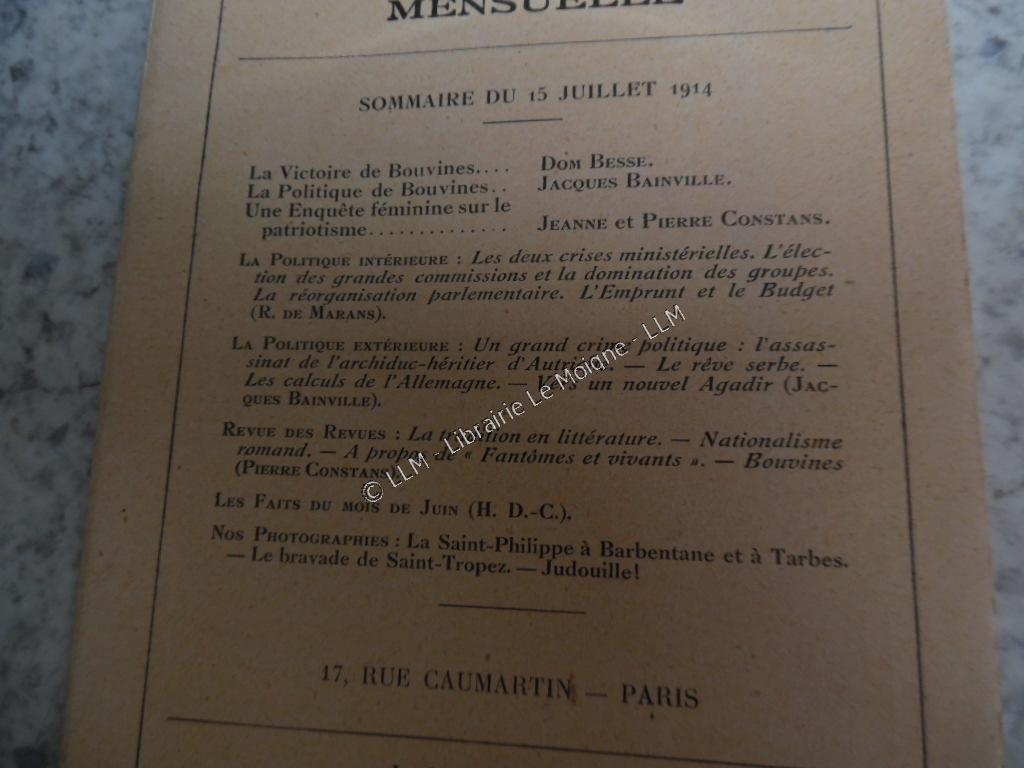 MENSUELLE
SOMMAIRE DU 15 JUILLET 1914
La Victoire de Bouvines.... DOM BESSE.
La Politique de Bouvines.. JACQUES BAINVILLE.
Une Enquête féminine sur le
patriotisme.............. JEANNE et PIERRE CONSTANS.
LA POLITIQUE INTÉRIEURE : Les deux crises ministérielles. L'élec-
tion des grandes commissions et la domination des groupes.
La réorganisation parlementaire. L'Emprunt et le Budget
(R. DE MARANS).
LA POLITIQUE EXTÉRIEURE : Un grand crime politique : l'assas-
sinat de l'archiduc-héritier d'Autriche. — Le rêve serbe. —
Les calculs de l'Allemagne. — Vers un nouvel Agadir (JAC-
QUES BAINVILLE).
REVUE DES REVUES : La tradition en littérature. — Nationalisme
romand. — A propos de « Fantômes et vivants ». — Bouvines
(PIERRE CONSTANS).
LES FAITS DU MOIS DE JUIN (H. D.-C.).
NOS PHOTOGRAPHIES : La Saint-Philippe à Barbentane et à Tarbes.
— Le bravade de Saint-Tropez. — Judouille!
17, RUE CAUMARTIN — PARIS
© LLM - Librairie Le Moigne - LLM